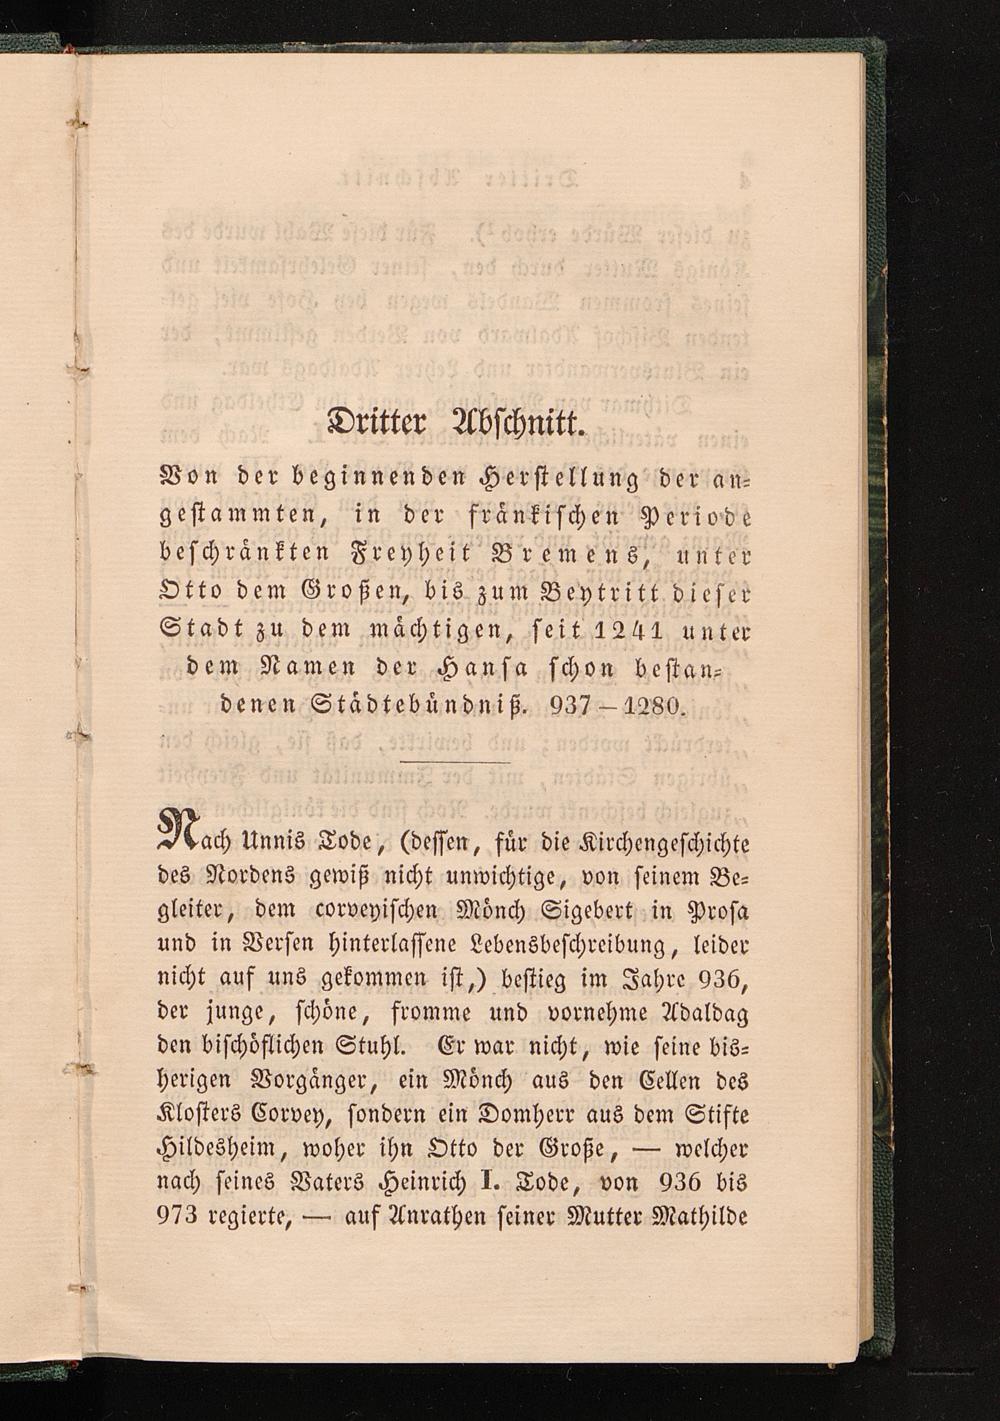 Dritter Abschnitt.
Von der beginnenden Herstellung der an-
gestammten, in der fränkischen Periode
beschränkten Freyheit Bremens, unter
Otto dem Großen, bis zum Beytritt dieser
Stadt zu dem mächtigen, seit 1241 unter
dem Namen der Hansa schon bestan-
denen Städtebündniß. 937 – 1280.
Nach Unnis Tode, (dessen, für die Kirchengeschichte
des Nordens gewiß nicht unwichtige, von seinem Be-
gleiter, dem corveyischen Mönch Sigebert in Prosa
und in Versen hinterlassene Lebensbeschreibung, leider
nicht auf uns gekommen ist,) bestieg im Jahre 936,
der junge, schöne, fromme und vornehme Adaldag
den bischöflichen Stuhl. Er war nicht, wie seine bis-
herigen Vorgänger, ein Mönch aus den Cellen des
Klosters Corvey, sondern ein Domherr aus dem Stifte
Hildesheim, woher ihn Otto der Große, — welcher
nach seines Vaters Heinrich I. Tode, von 936 bis
973 regierte, — auf Anrathen seiner Mutter Mathilde